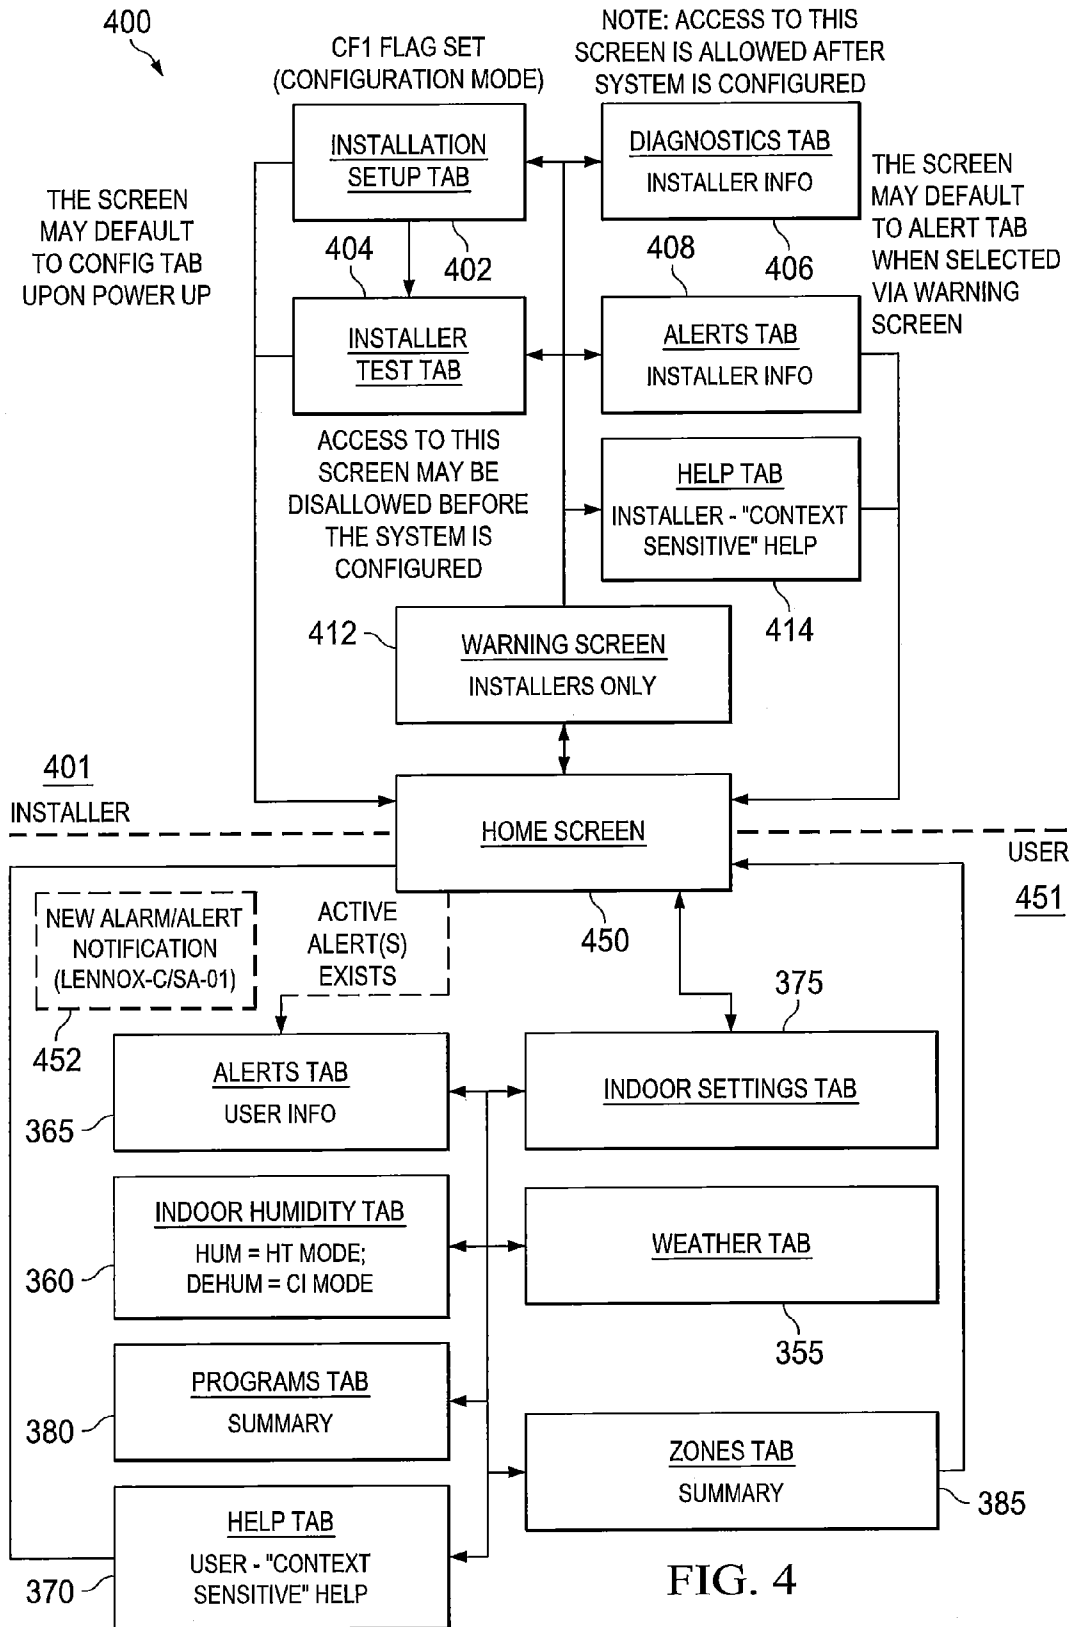 400
CF1 FLAG SET
(CONFIGURATION MODE)
NOTE: ACCESS TO THIS
SCREEN IS ALLOWED AFTER
SYSTEM IS CONFIGURED
INSTALLATION
SETUP TAB
402
DIAGNOSTICS TAB
INSTALLER INFO
406
THE SCREEN
MAY DEFAULT
TO CONFIG TAB
UPON POWER UP
THE SCREEN
MAY DEFAULT
TO ALERT TAB
WHEN SELECTED
VIA WARNING
SCREEN
404
INSTALLER
TEST TAB
408
ALERTS TAB
INSTALLER INFO
ACCESS TO THIS
SCREEN MAY BE
DISALLOWED BEFORE
THE SYSTEM IS
CONFIGURED
HELP TAB
INSTALLER - "CONTEXT
SENSITIVE" HELP
414
412
WARNING SCREEN
INSTALLERS ONLY
401
INSTALLER
HOME SCREEN
450
USER
451
NEW ALARM/ALERT
NOTIFICATION
(LENNOX-C/SA-01)
452
ACTIVE
ALERT(S)
EXISTS
375
ALERTS TAB
USER INFO
365
INDOOR SETTINGS TAB
INDOOR HUMIDITY TAB
HUM = HT MODE;
DEHUM = CI MODE
360
WEATHER TAB
355
PROGRAMS TAB
SUMMARY
380
ZONES TAB
SUMMARY
385
HELP TAB
USER - "CONTEXT
SENSITIVE" HELP
370
FIG. 4